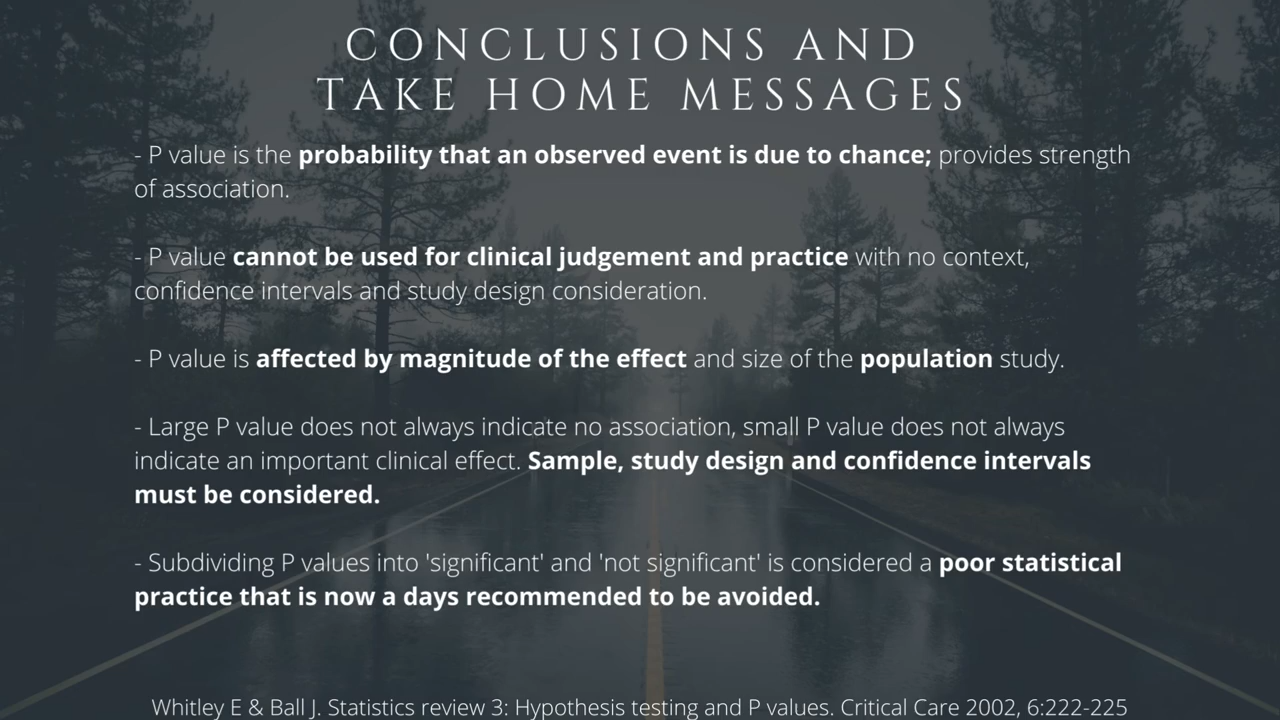 CONCLUSIONS AND
TAKE HOME MESSAGES
- P value is the probability that an observed event is due to chance; provides strength
of association.
- P value cannot be used for clinical judgement and practice with no context,
confidence intervals and study design consideration.
- P value is affected by magnitude of the effect and size of the population study.
- Large P value does not always indicate no association, small P value does not always
indicate an important clinical effect. Sample, study design and confidence intervals
must be considered.
- Subdividing P values into 'significant' and 'not significant' is considered a poor statistical
practice that is now a days recommended to be avoided.
Whitley E & Ball J. Statistics review 3: Hypothesis testing and P values. Critical Care 2002, 6:222-225